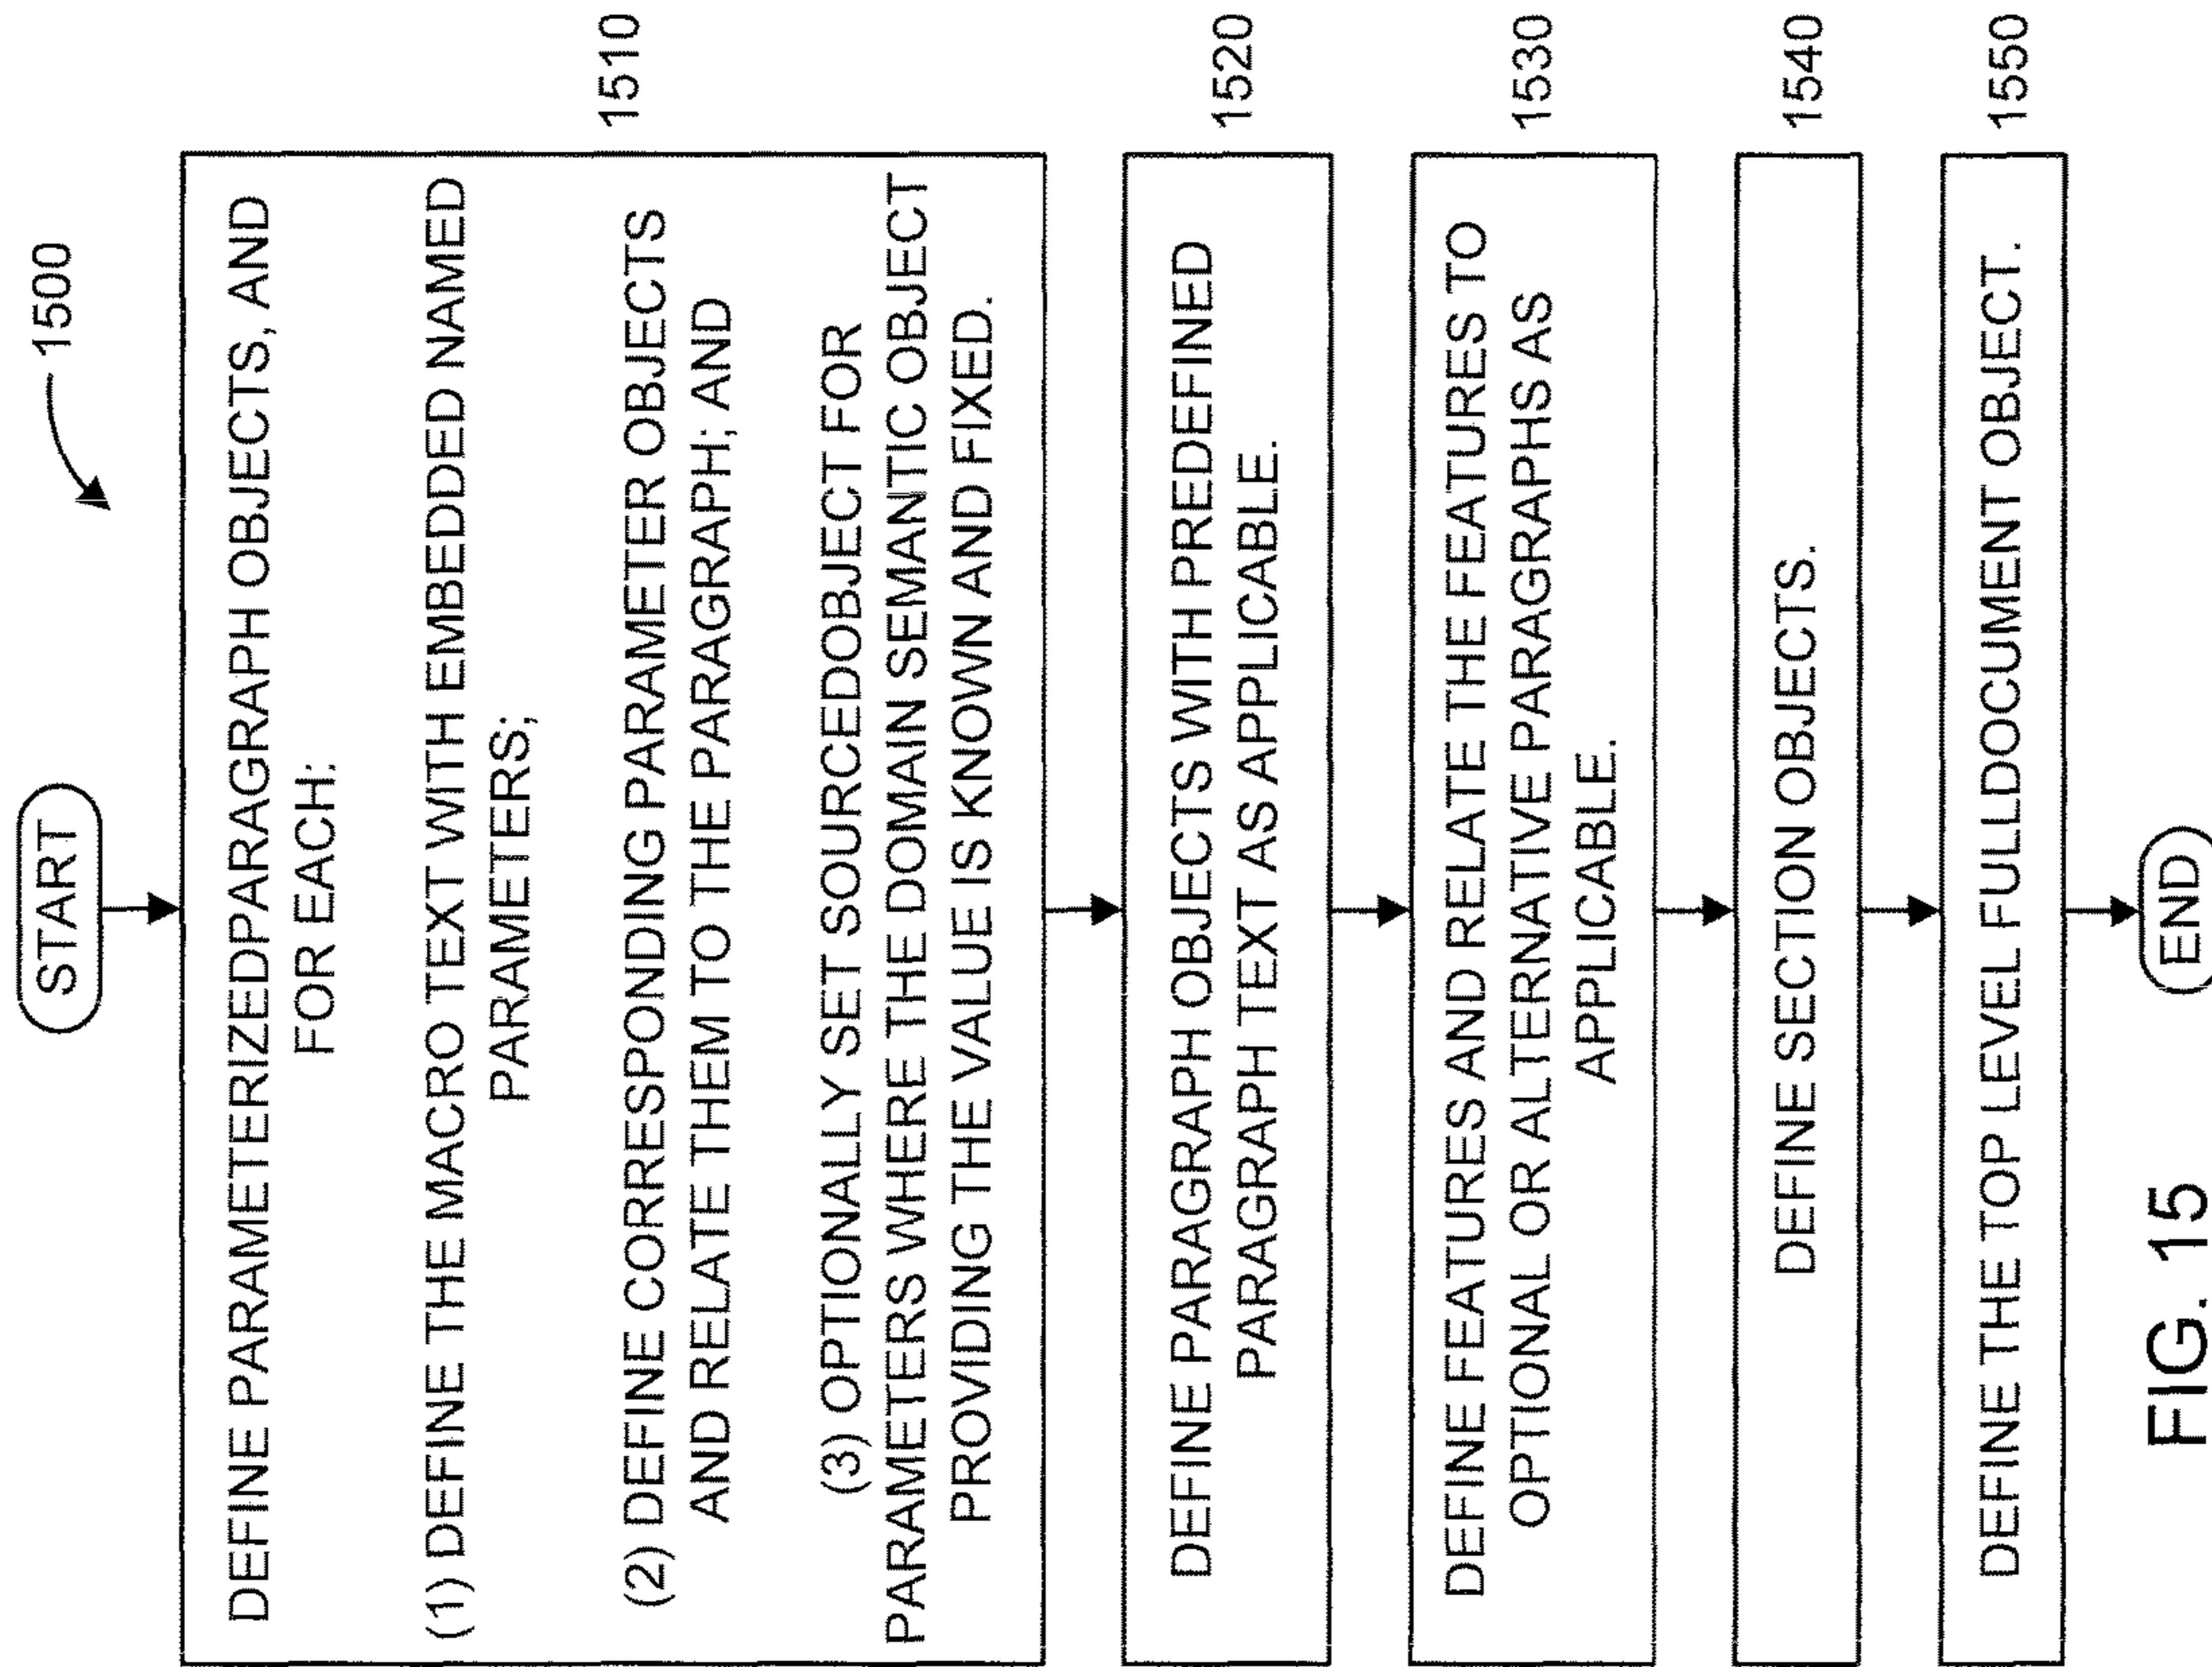 1500
START
DEFINE PARAMETERIZEDPARAGRAPH OBJECTS, AND
FOR EACH:
(1) DEFINE THE MACRO TEXT WITH EMBEDDED NAMED
PARAMETERS;
(2) DEFINE CORRESPONDING PARAMETER OBJECTS
AND RELATE THEM TO THE PARAGRAPH; AND
(3) OPTIONALLY SET SOURCEDOBJECT FOR
PARAMETERS WHERE THE DOMAIN SEMANTIC OBJECT
PROVIDING THE VALUE IS KNOWN AND FIXED.
1510
DEFINE PARAGRAPH OBJECTS WITH PREDEFINED
PARAGRAPH TEXT AS APPLICABLE.
1520
DEFINE FEATURES AND RELATE THE FEATURES TO
OPTIONAL OR ALTERNATIVE PARAGRAPHS AS
APPLICABLE.
1530
DEFINE SECTION OBJECTS.
1540
DEFINE THE TOP LEVEL FULLDOCUMENT OBJECT.
1550
END
FIG. 15